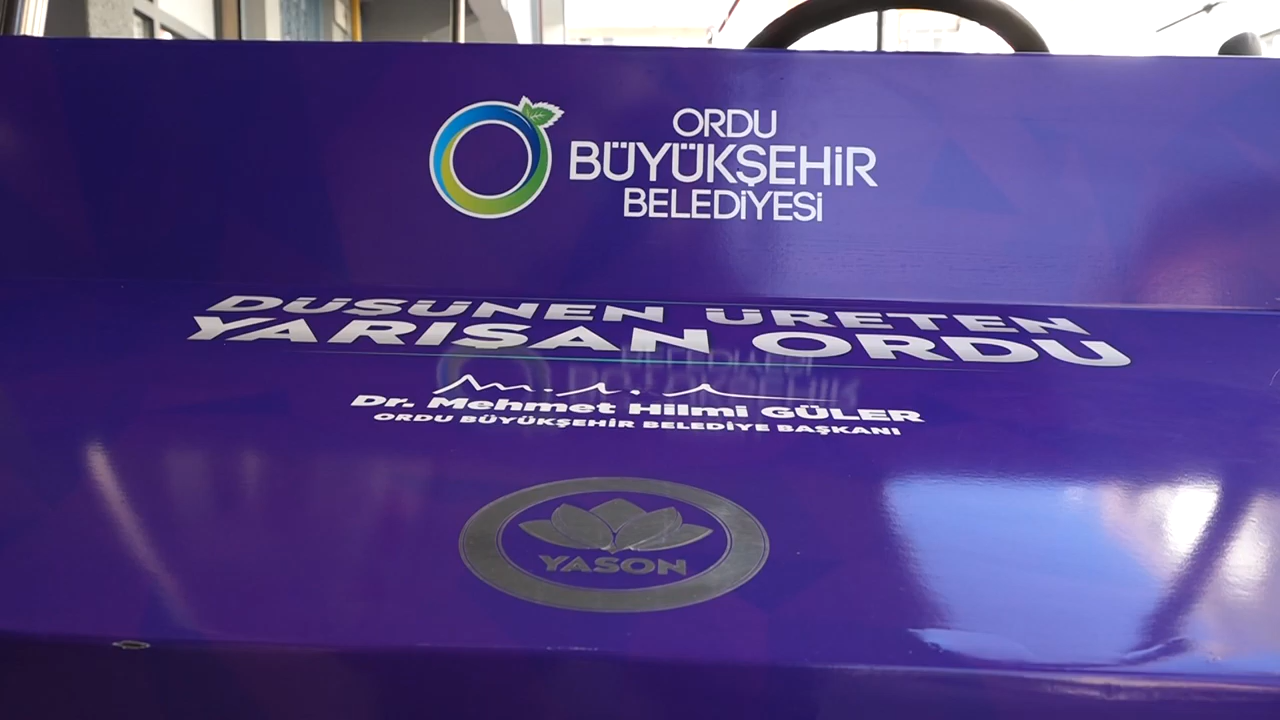 ORDU
BÜYÜKŞEHİR
BELEDİYESİ
DÜŞÜNEN ÜRETEN
YARIŞAN ORDU
Dr. Mehmet Hilmi GÜLER
ORDU BÜYÜKŞEHİR BELEDİYE BAŞKANI
YASON